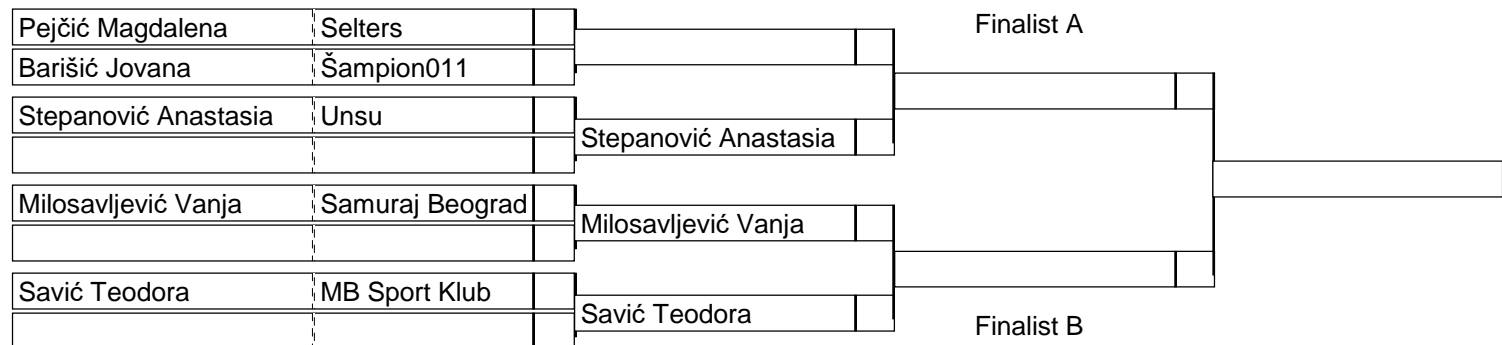 Pejčić Magdalena Selters
Barišić Jovana Šampion011
Stepanović Anastasia Unsu
Milosavljević Vanja Samuraj Beograd
Savić Teodora MB Sport Klub
Stepanović Anastasia
Milosavljević Vanja
Savić Teodora
Finalist A
Finalist B